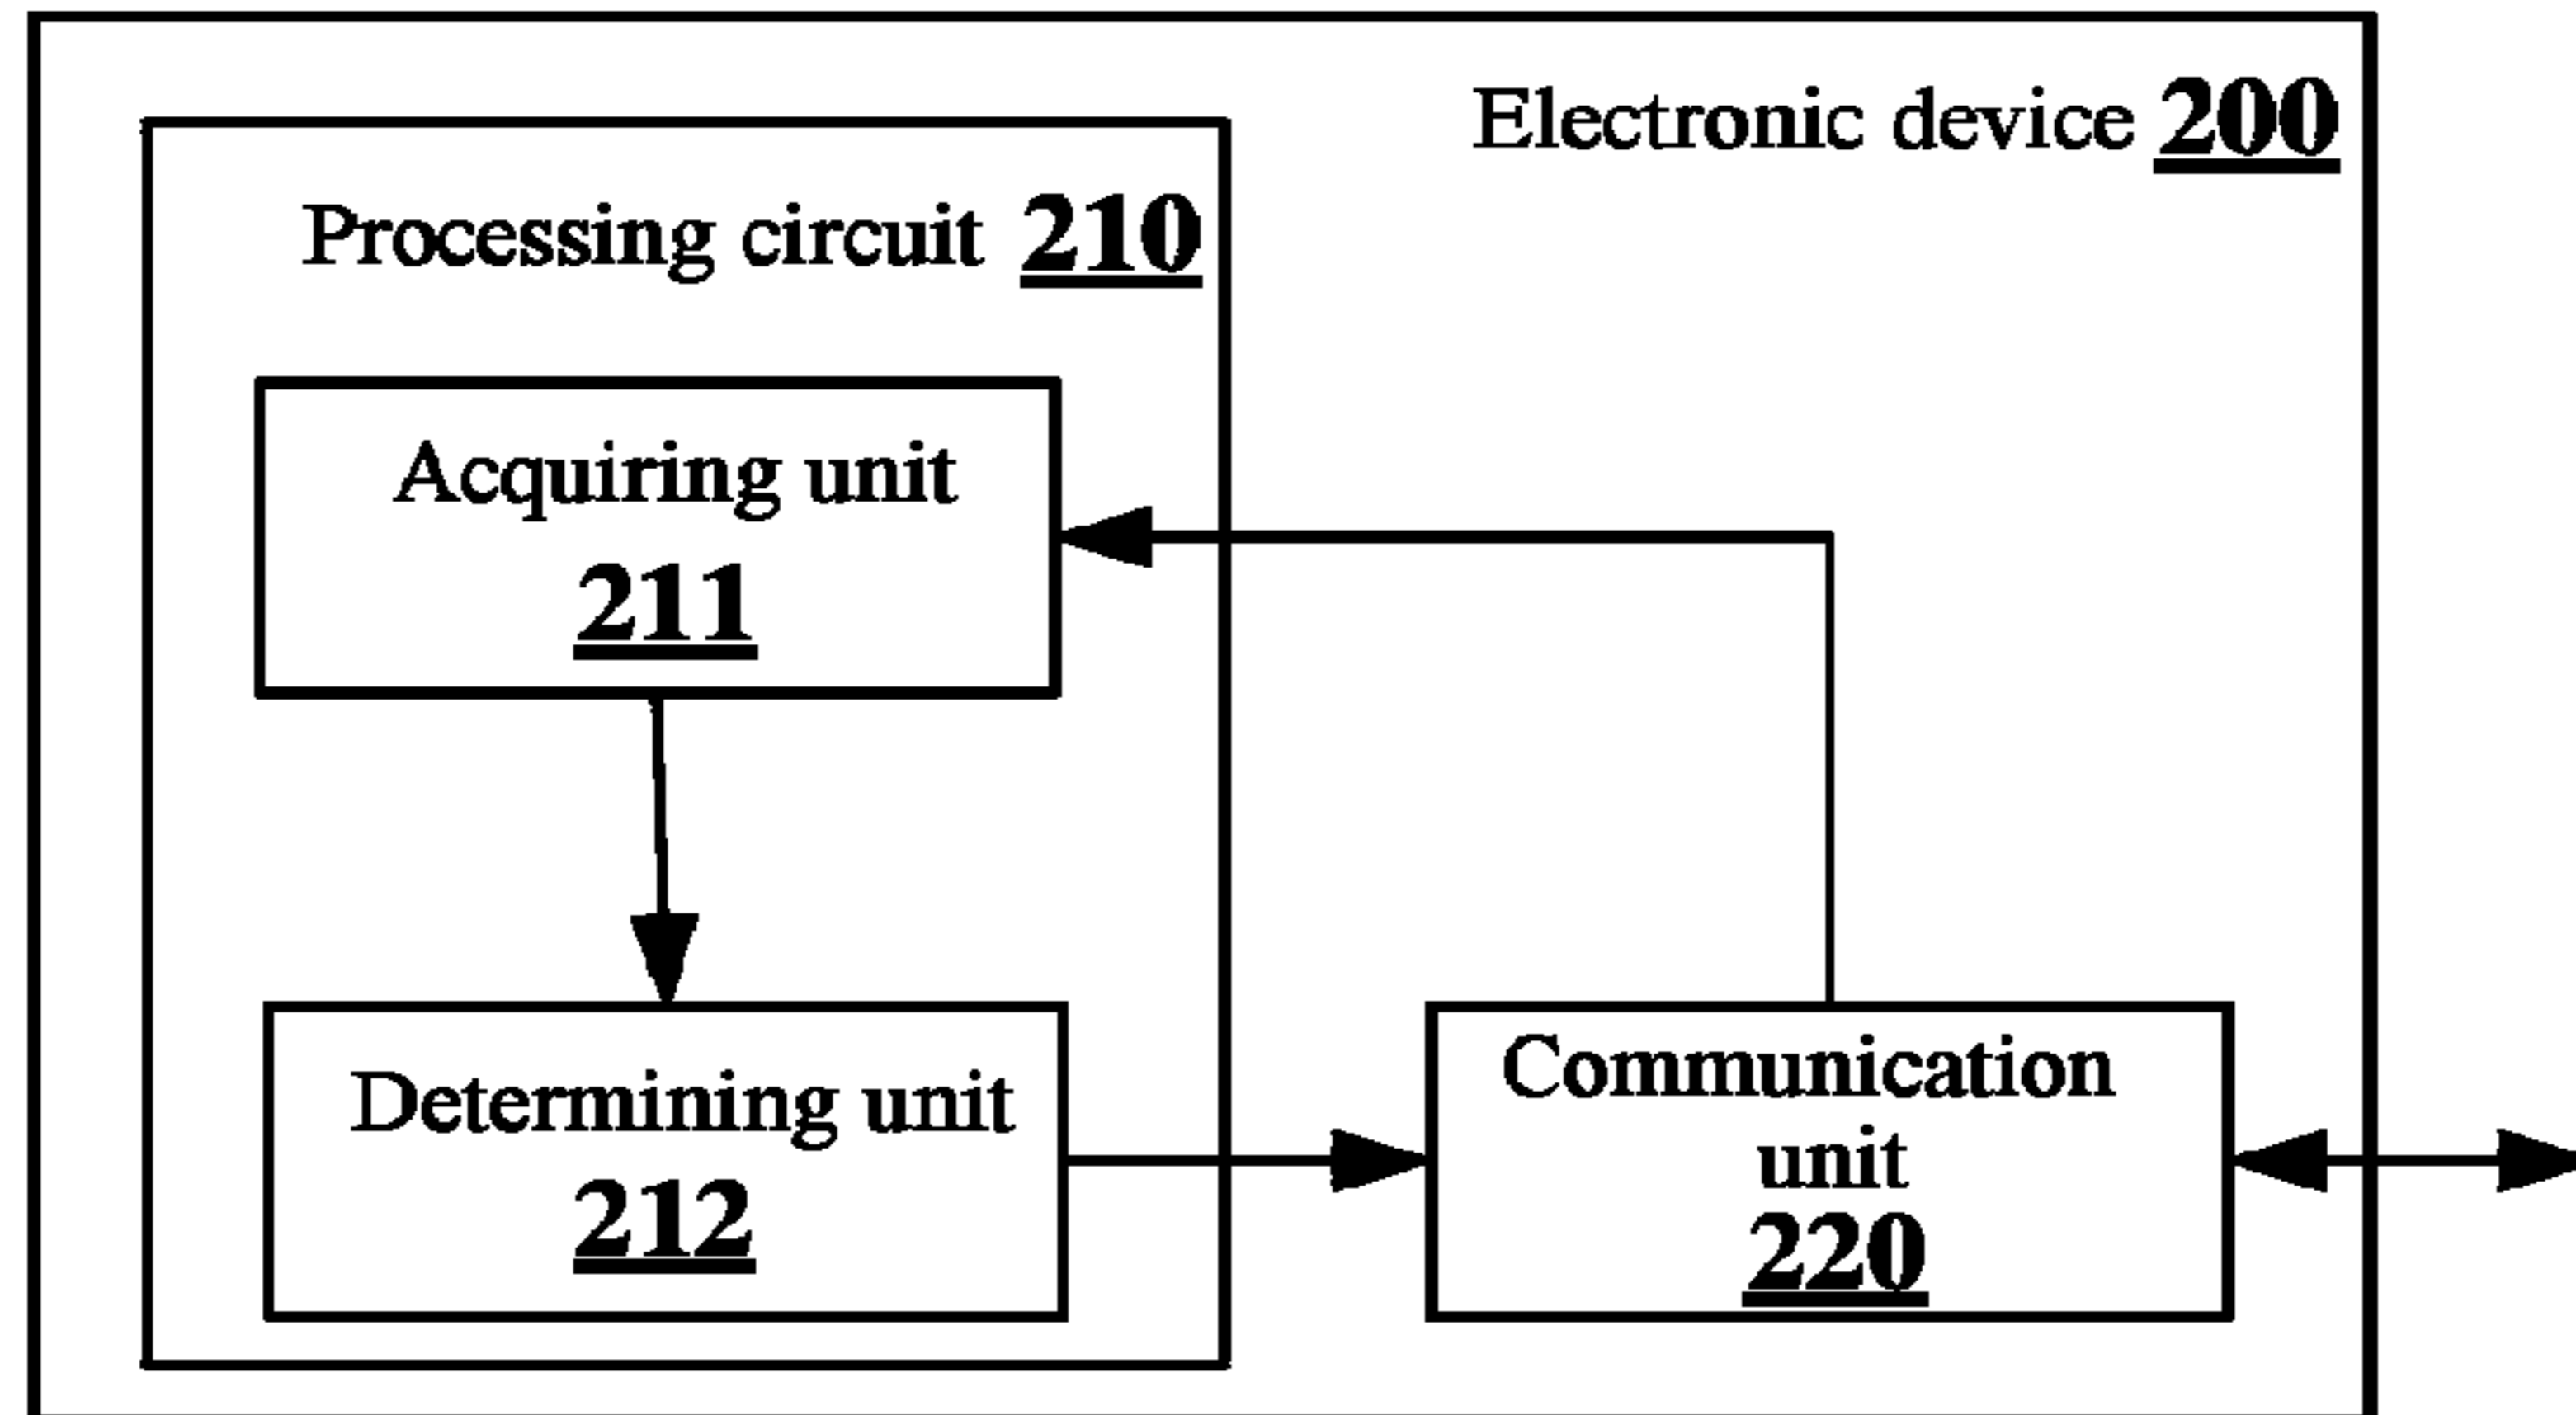 Electronic device 200
Processing circuit 210
Acquiring unit
211
Determining unit
212
Communication
unit
220